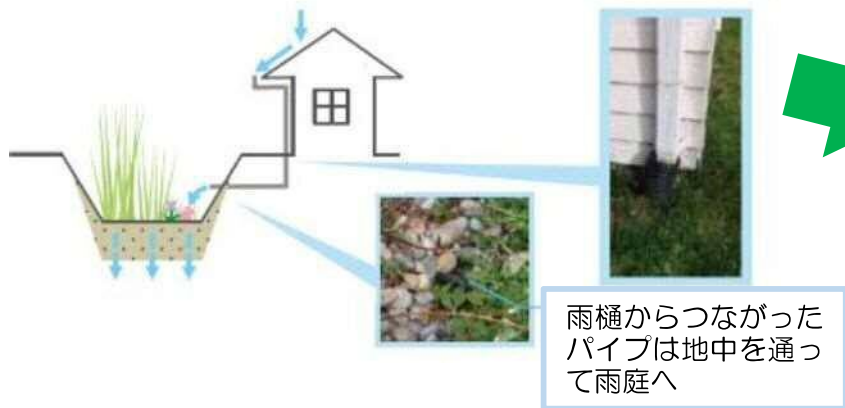 雨樋からつながった
パイプは地中を通っ
て雨庭へ